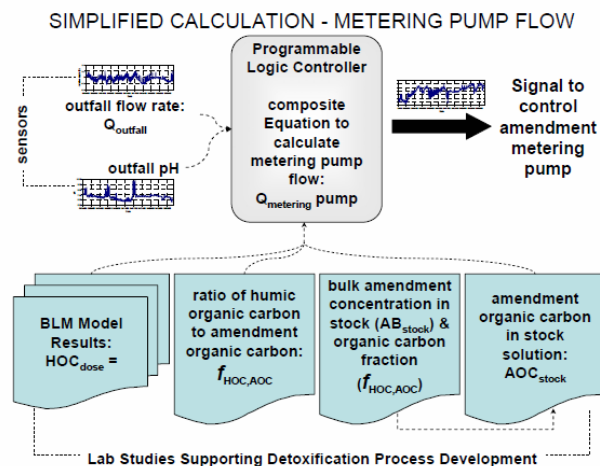 SIMPLIFIED CALCULATION - METERING PUMP FLOW
sensors
outfall flow rate:
Qoutfall
outfall pH
Programmable
Logic Controller
composite
Equation to
calculate
metering pump
flow:
Qmetering pump
Signal to
control
amendment
metering
pump
BLM Model
Results:
HOCdose =
ratio of humic
organic carbon
to amendment
organic carbon:
fHOC,AOC
bulk amendment
concentration in
stock (ABstock) &
organic carbon
fraction
(fHOC,AOC)
amendment
organic carbon
in stock
solution:
AOCstock
Lab Studies Supporting Detoxification Process Development